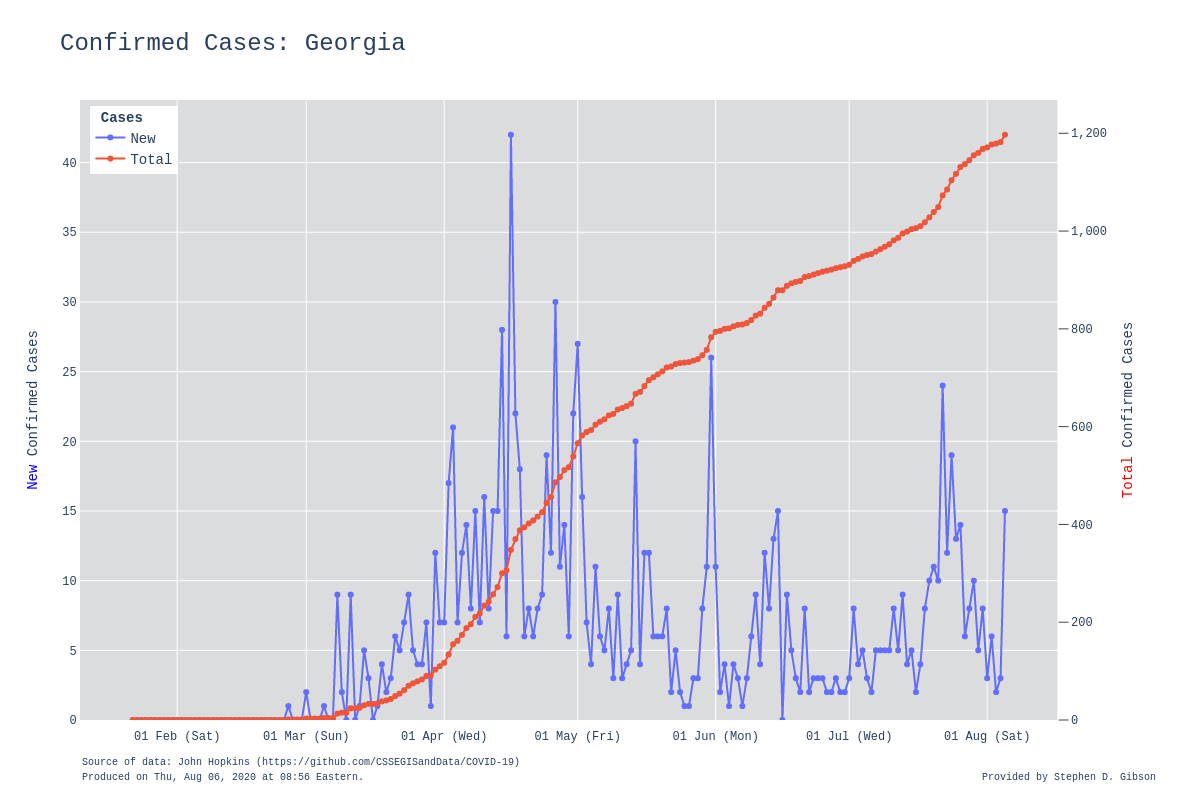 Confirmed Cases: Georgia
Cases
New
Total
40
35
30
25
20
15
10
5
0
1,200
1,000
800
600
400
200
0
New Confirmed Cases
Total Confirmed Cases
01 Feb (Sat)
01 Mar (Sun)
01 Apr (Wed)
01 May (Fri)
01 Jun (Mon)
01 Jul (Wed)
01 Aug (Sat)
Source of data: John Hopkins (https://github.com/CSSEGISandData/COVID-19)
Produced on Thu, Aug 06, 2020 at 08:56 Eastern.
Provided by Stephen D. Gibson